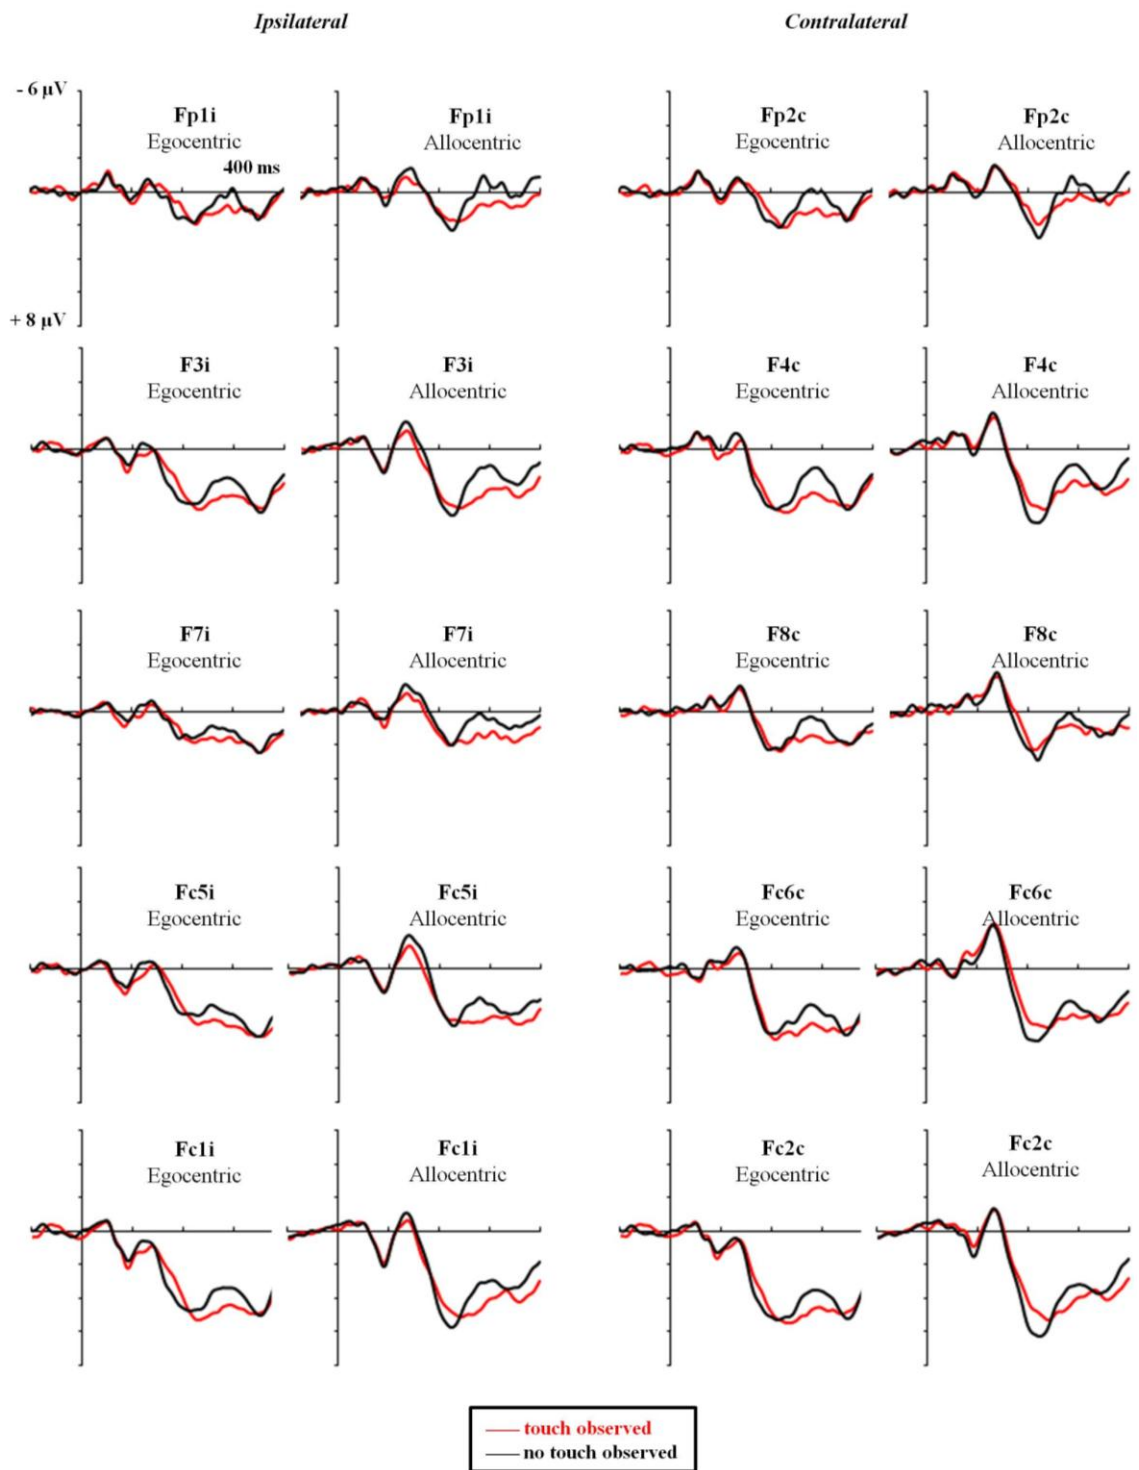 Ipsilateral Contralateral
- 6 µV
Fp1i Fp1i Fp2c Fp2c
Egocentric Allocentric Egocentric Allocentric
400 ms
+ 8 µV
F3i F3i F4c F4c
Egocentric Allocentric Egocentric Allocentric
F7i F7i F8c F8c
Egocentric Allocentric Egocentric Allocentric
Fc5i Fc5i Fc6c Fc6c
Egocentric Allocentric Egocentric Allocentric
Fc1i Fc1i Fc2c Fc2c
Egocentric Allocentric Egocentric Allocentric
touch observed
no touch observed